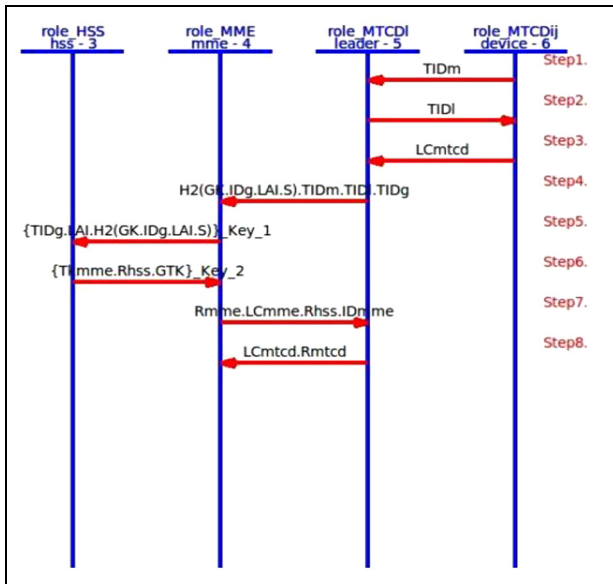 role_HSS role_MME role_MTCDl role_MTCDij
hss - 3 mme - 4 leader - 5 device - 6
Step1.
TIDm
Step2.
TIDl
Step3.
LCmtcd
Step4.
H2(GK.IDg.LAI.S).TIDm.TIDl.TIDg
Step5.
{TIDg.LAI.H2(GK.IDg.LAI.S)}_Key_1
Step6.
.Rhss.GTK}_Key_2
Step7.
Rmme.LCmme.Rhss.IDmme
Step8.
LCmtcd.Rmtcd